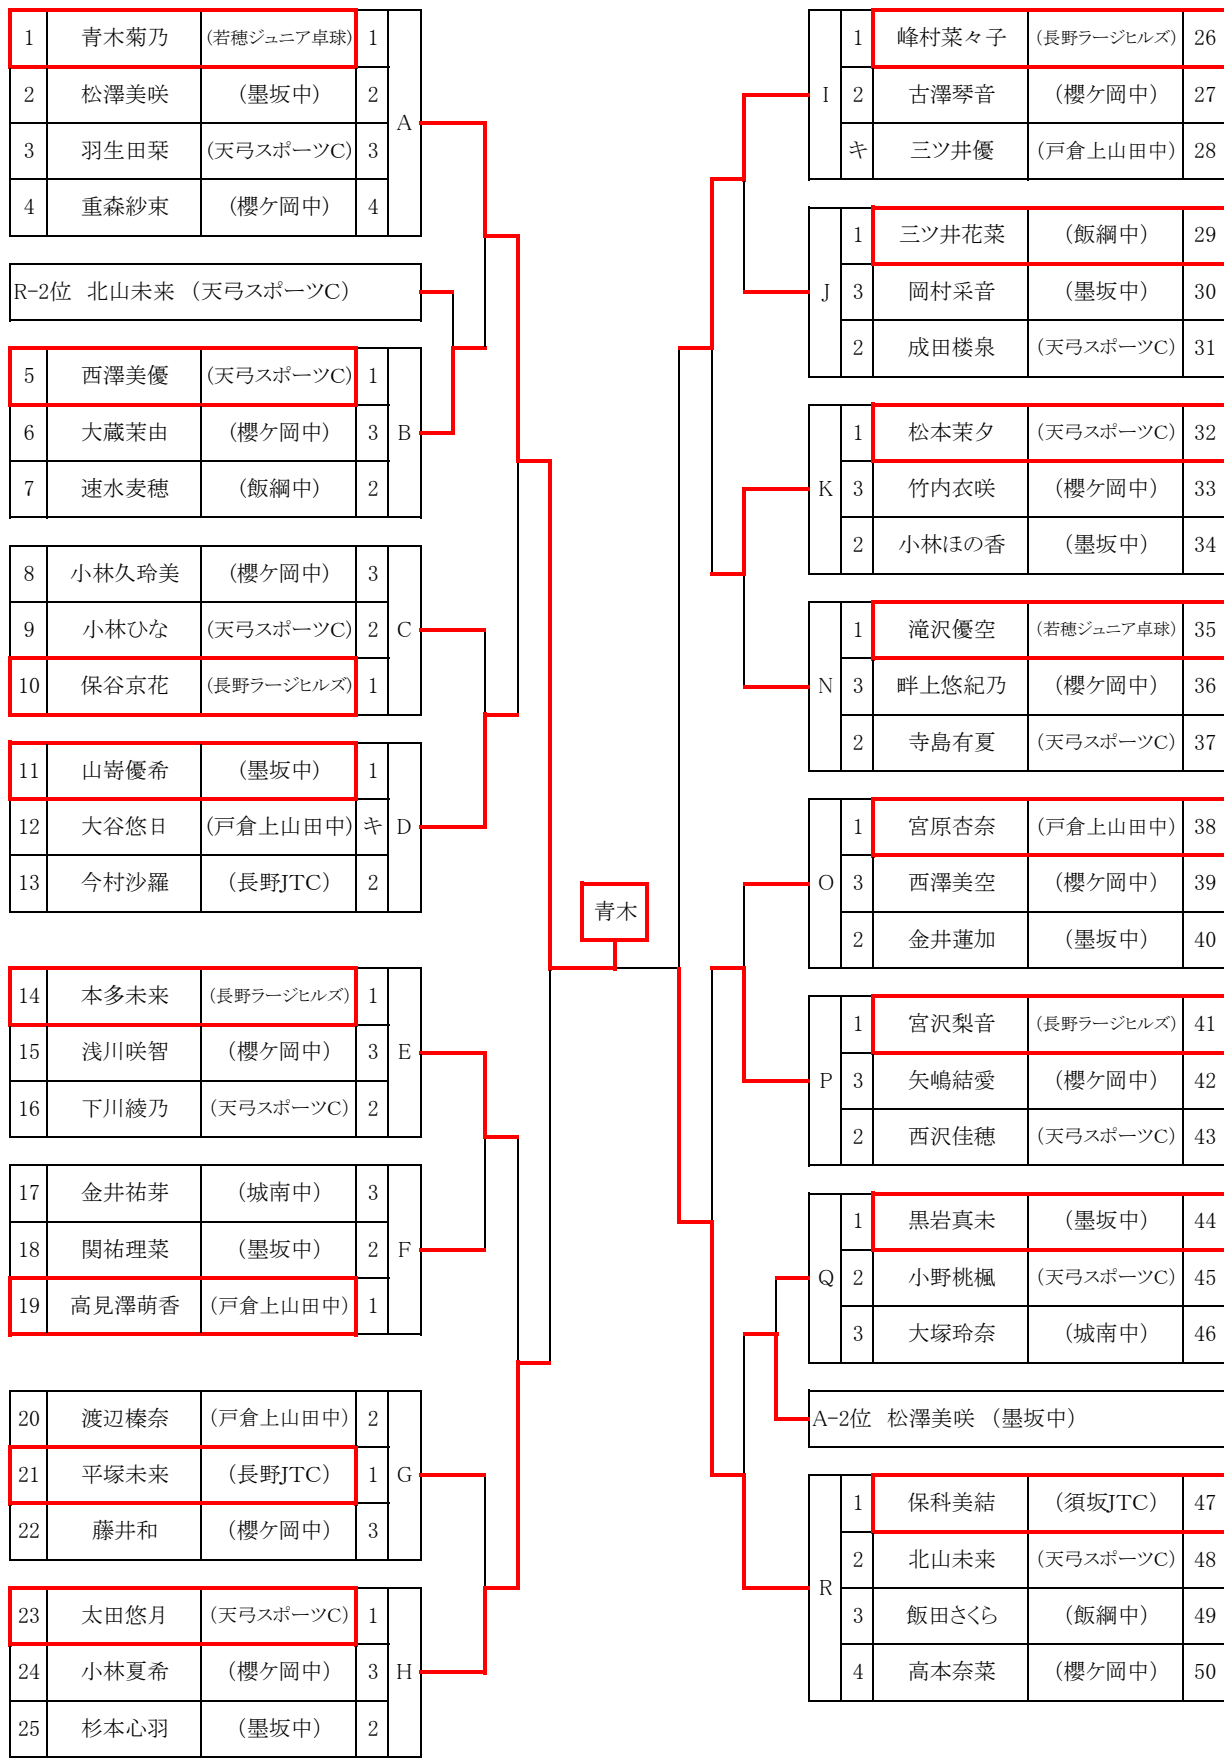 1 青木菊乃 (若穂ジュニア卓球) 1
2 松澤美咲 (墨坂中) 2
3 羽生田栞 (天弓スポーツC) 3
4 重森紗束 (櫻ケ岡中) 4
A
R-2位 北山未来 (天弓スポーツC)
5 西澤美優 (天弓スポーツC) 1
6 大蔵茉由 (櫻ケ岡中) 3
7 速水麦穂 (飯綱中) 2
B
8 小林久玲美 (櫻ケ岡中) 3
9 小林ひな (天弓スポーツC) 2
10 保谷京花 (長野ラージヒルズ) 1
C
11 山嵜優希 (墨坂中) 1
12 大谷悠日 (戸倉上山田中) キ
13 今村沙羅 (長野JTC) 2
D
14 本多未来 (長野ラージヒルズ) 1
15 浅川咲智 (櫻ケ岡中) 3
16 下川綾乃 (天弓スポーツC) 2
E
17 金井祐芽 (城南中) 3
18 関祐理菜 (墨坂中) 2
19 高見澤萌香 (戸倉上山田中) 1
F
20 渡辺榛奈 (戸倉上山田中) 2
21 平塚未来 (長野JTC) 1
22 藤井和 (櫻ケ岡中) 3
G
23 太田悠月 (天弓スポーツC) 1
24 小林夏希 (櫻ケ岡中) 3
25 杉本心羽 (墨坂中) 2
H
青木
I
1 峰村菜々子 (長野ラージヒルズ) 26
2 古澤琴音 (櫻ケ岡中) 27
キ 三ツ井優 (戸倉上山田中) 28
J
1 三ツ井花菜 (飯綱中) 29
3 岡村采音 (墨坂中) 30
2 成田楼泉 (天弓スポーツC) 31
K
1 松本茉夕 (天弓スポーツC) 32
3 竹内衣咲 (櫻ケ岡中) 33
2 小林ほの香 (墨坂中) 34
N
1 滝沢優空 (若穂ジュニア卓球) 35
3 畔上悠紀乃 (櫻ケ岡中) 36
2 寺島有夏 (天弓スポーツC) 37
O
1 宮原杏奈 (戸倉上山田中) 38
3 西澤美空 (櫻ケ岡中) 39
2 金井蓮加 (墨坂中) 40
P
1 宮沢梨音 (長野ラージヒルズ) 41
3 矢嶋結愛 (櫻ケ岡中) 42
2 西沢佳穂 (天弓スポーツC) 43
Q
1 黒岩真未 (墨坂中) 44
2 小野桃楓 (天弓スポーツC) 45
3 大塚玲奈 (城南中) 46
A-2位 松澤美咲 (墨坂中)
R
1 保科美結 (須坂JTC) 47
2 北山未来 (天弓スポーツC) 48
3 飯田さくら (飯綱中) 49
4 高本奈菜 (櫻ケ岡中) 50